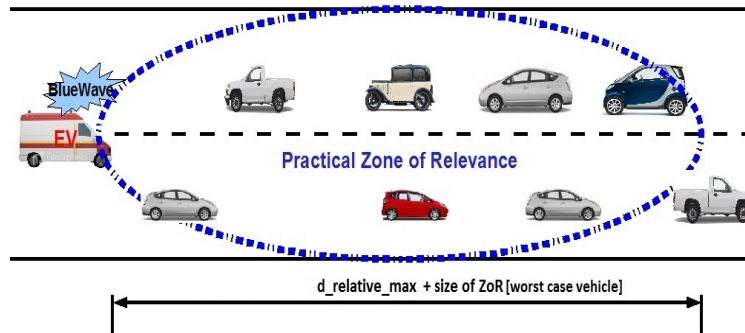 BlueWave
EV
Practical Zone of Relevance
d_relative_max + size of ZoR [worst case vehicle]